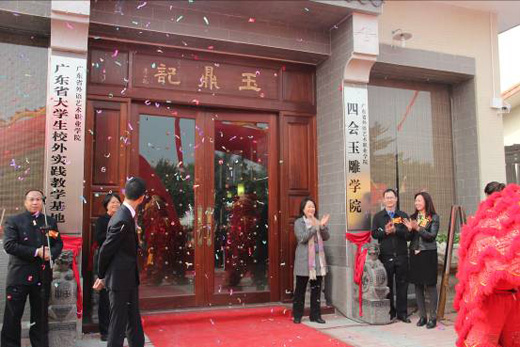 玉鼎記
广东省外语艺术职业学院
广东省大学生校外实践教学基地
广东省外语艺术职业学院
四会玉雕学院